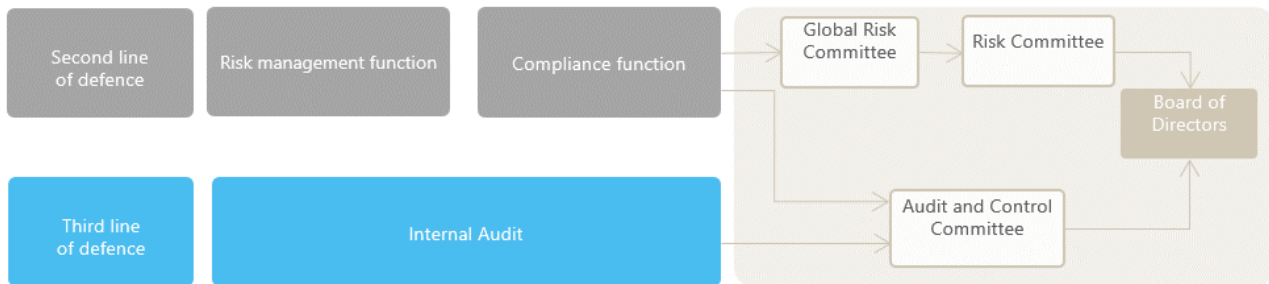 Second line
of defence
Risk management function
Compliance function
Global Risk
Committee
Risk Committee
Board of
Directors
Third line
of defence
Internal Audit
Audit and Control
Committee